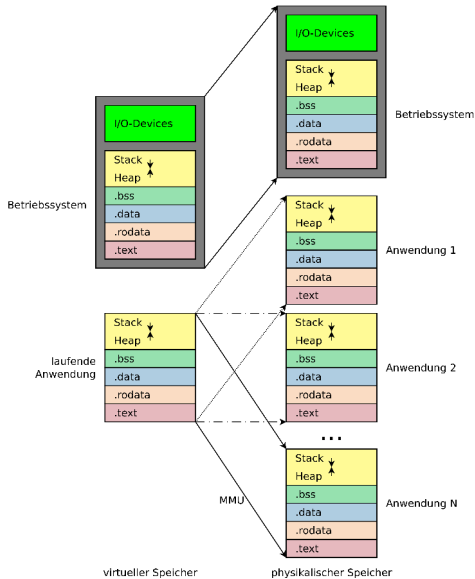 I/O-Devices
Stack
Heap
.bss
.data
.rodata
.text
Betriebssystem
I/O-Devices
Stack
Heap
.bss
.data
.rodata
.text
Betriebssystem
Stack
Heap
.bss
.data
.rodata
.text
Anwendung 1
Stack
Heap
.bss
.data
.rodata
.text
laufende
Anwendung
Stack
Heap
.bss
.data
.rodata
.text
Anwendung 2
...
Stack
Heap
.bss
.data
.rodata
.text
Anwendung N
MMU
virtueller Speicher
physikalischer Speicher